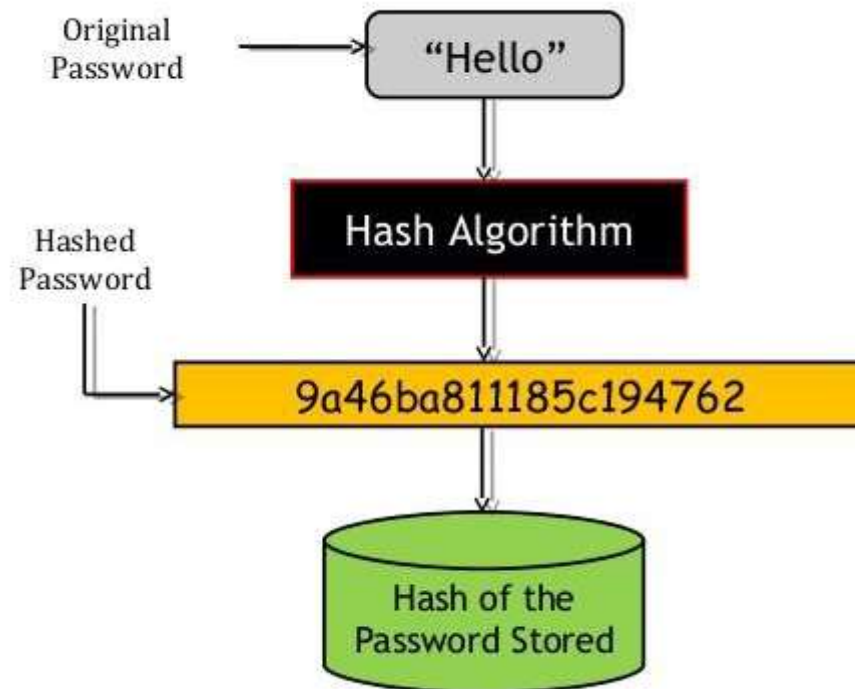 Original
Password
“Hello”
Hash Algorithm
Hashed
Password
9a46ba811185c194762
Hash of the
Password Stored